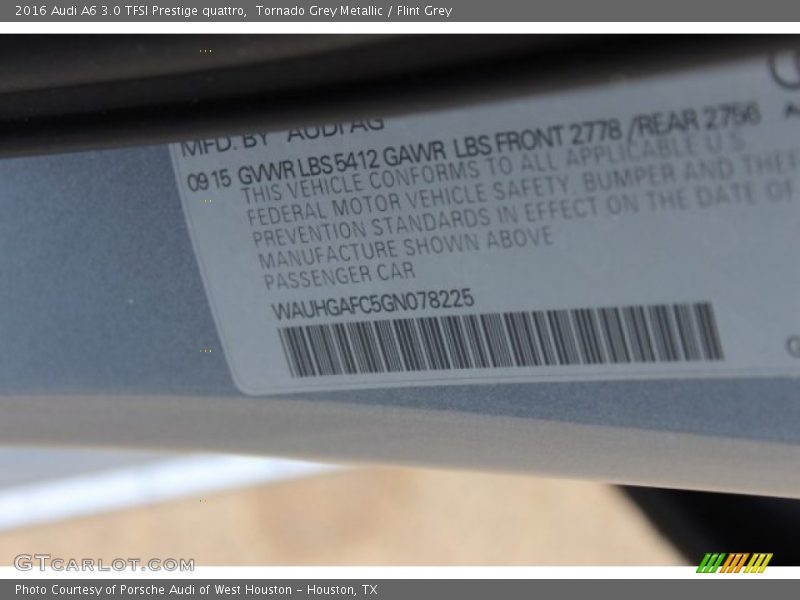 2016 Audi A6 3.0 TFSI Prestige quattro,  Tornado Grey Metallic / Flint Grey
MFD. BY AUDI AG
09 15 GVWR LBS 5412 GAWR LBS FRONT 2778 /REAR 2756
THIS VEHICLE CONFORMS TO ALL APPLICABLE U S
FEDERAL MOTOR VEHICLE SAFETY, BUMPER AND THEFT
PREVENTION STANDARDS IN EFFECT ON THE DATE OF
MANUFACTURE SHOWN ABOVE
PASSENGER CAR
WAUHGAFC5GN078225
GTCARLOT.COM
Photo Courtesy of Porsche Audi of West Houston - Houston, TX